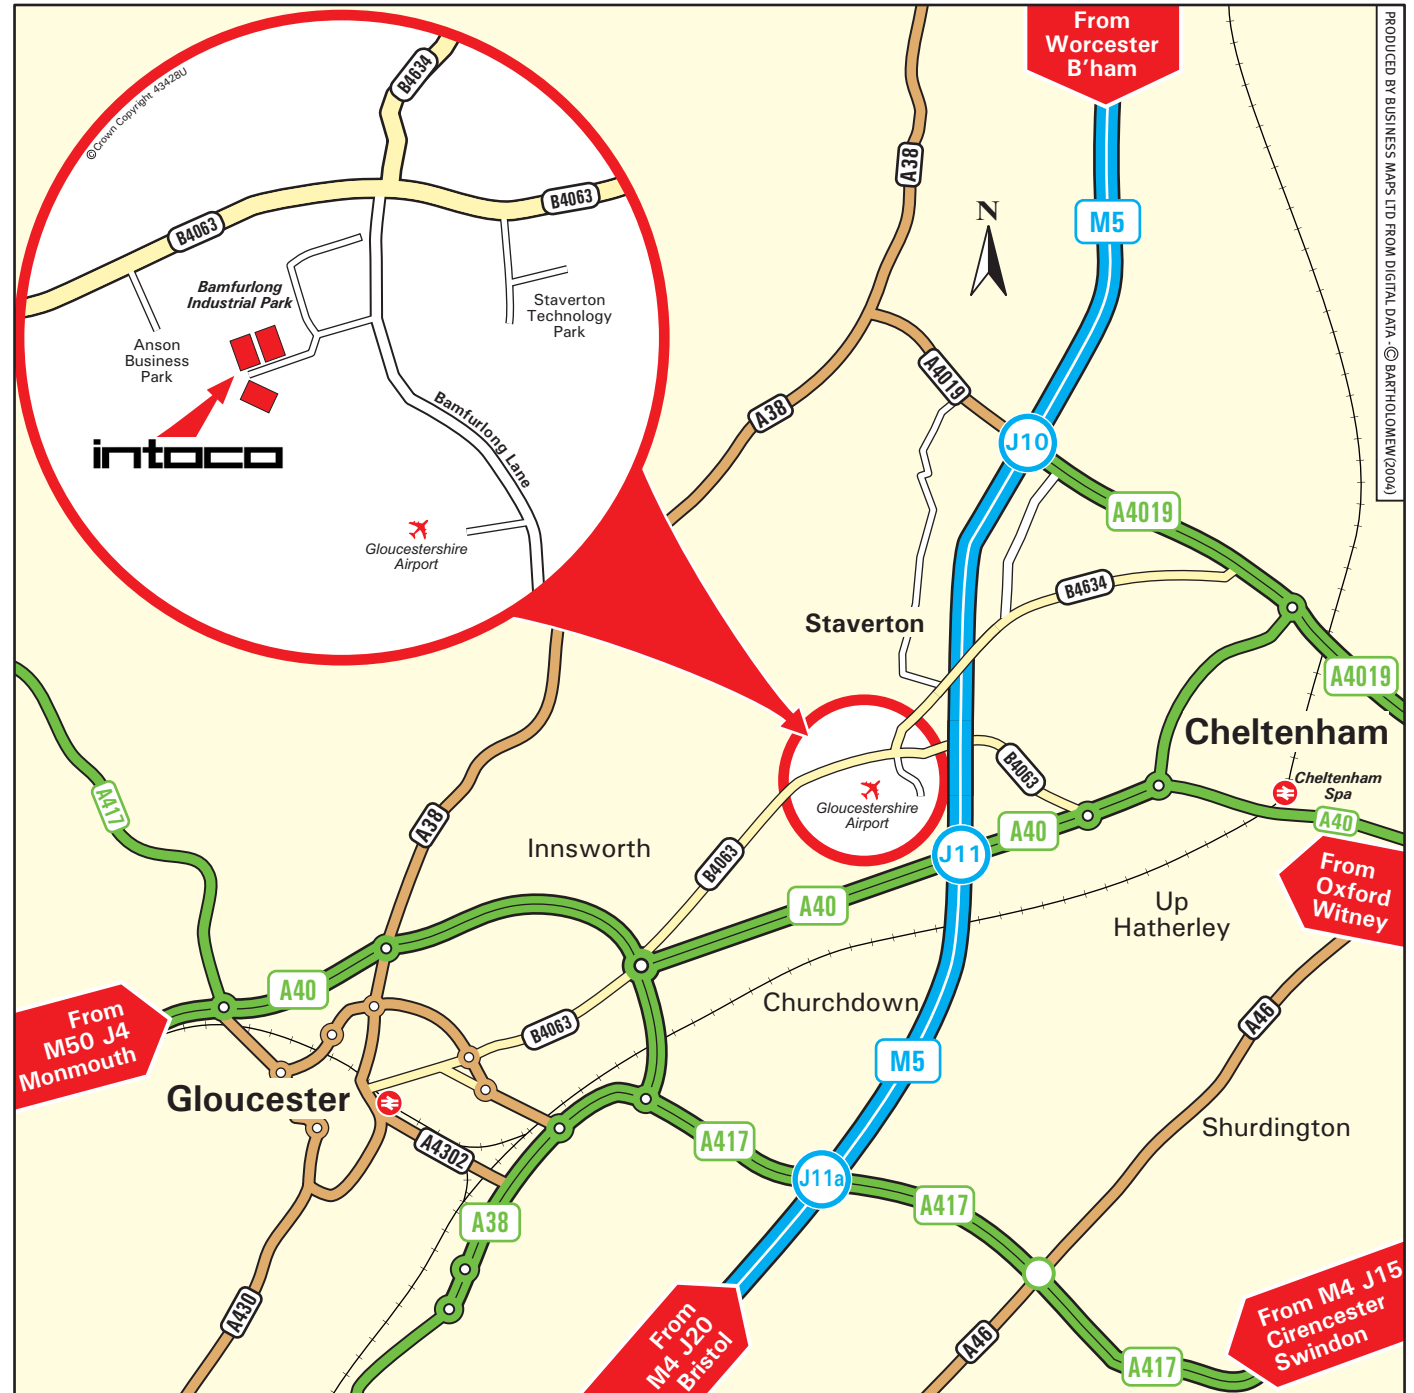 From
Worcester
B'ham
PRODUCED BY BUSINESS MAPS LTD FROM DIGITAL DATA - © BARTHOLOMEW(2004)
© Crown Copyright 43428U
B4634
B4063
B4063
Bamfurlong
Industrial Park
Staverton
Technology
Park
Anson
Business
Park
intoco
Bamfurlong Lane
Gloucestershire
Airport
A38
N
M5
A4019
A38
J10
A4019
B4634
Staverton
A4019
Cheltenham
Cheltenham
Spa
B4063
Gloucestershire
Airport
A417
A38
Innsworth
B4063
A40
J11
A40
A40
From
Oxford
Witney
Up
Hatherley
A40
From
M50 J4
Monmouth
Churchdown
B4063
M5
A46
Gloucester
A4302
A417
Shurdington
J11a
A417
A38
A430
From
M4 J20
Bristol
A46
From M4 J15
Cirencester
Swindon
A417